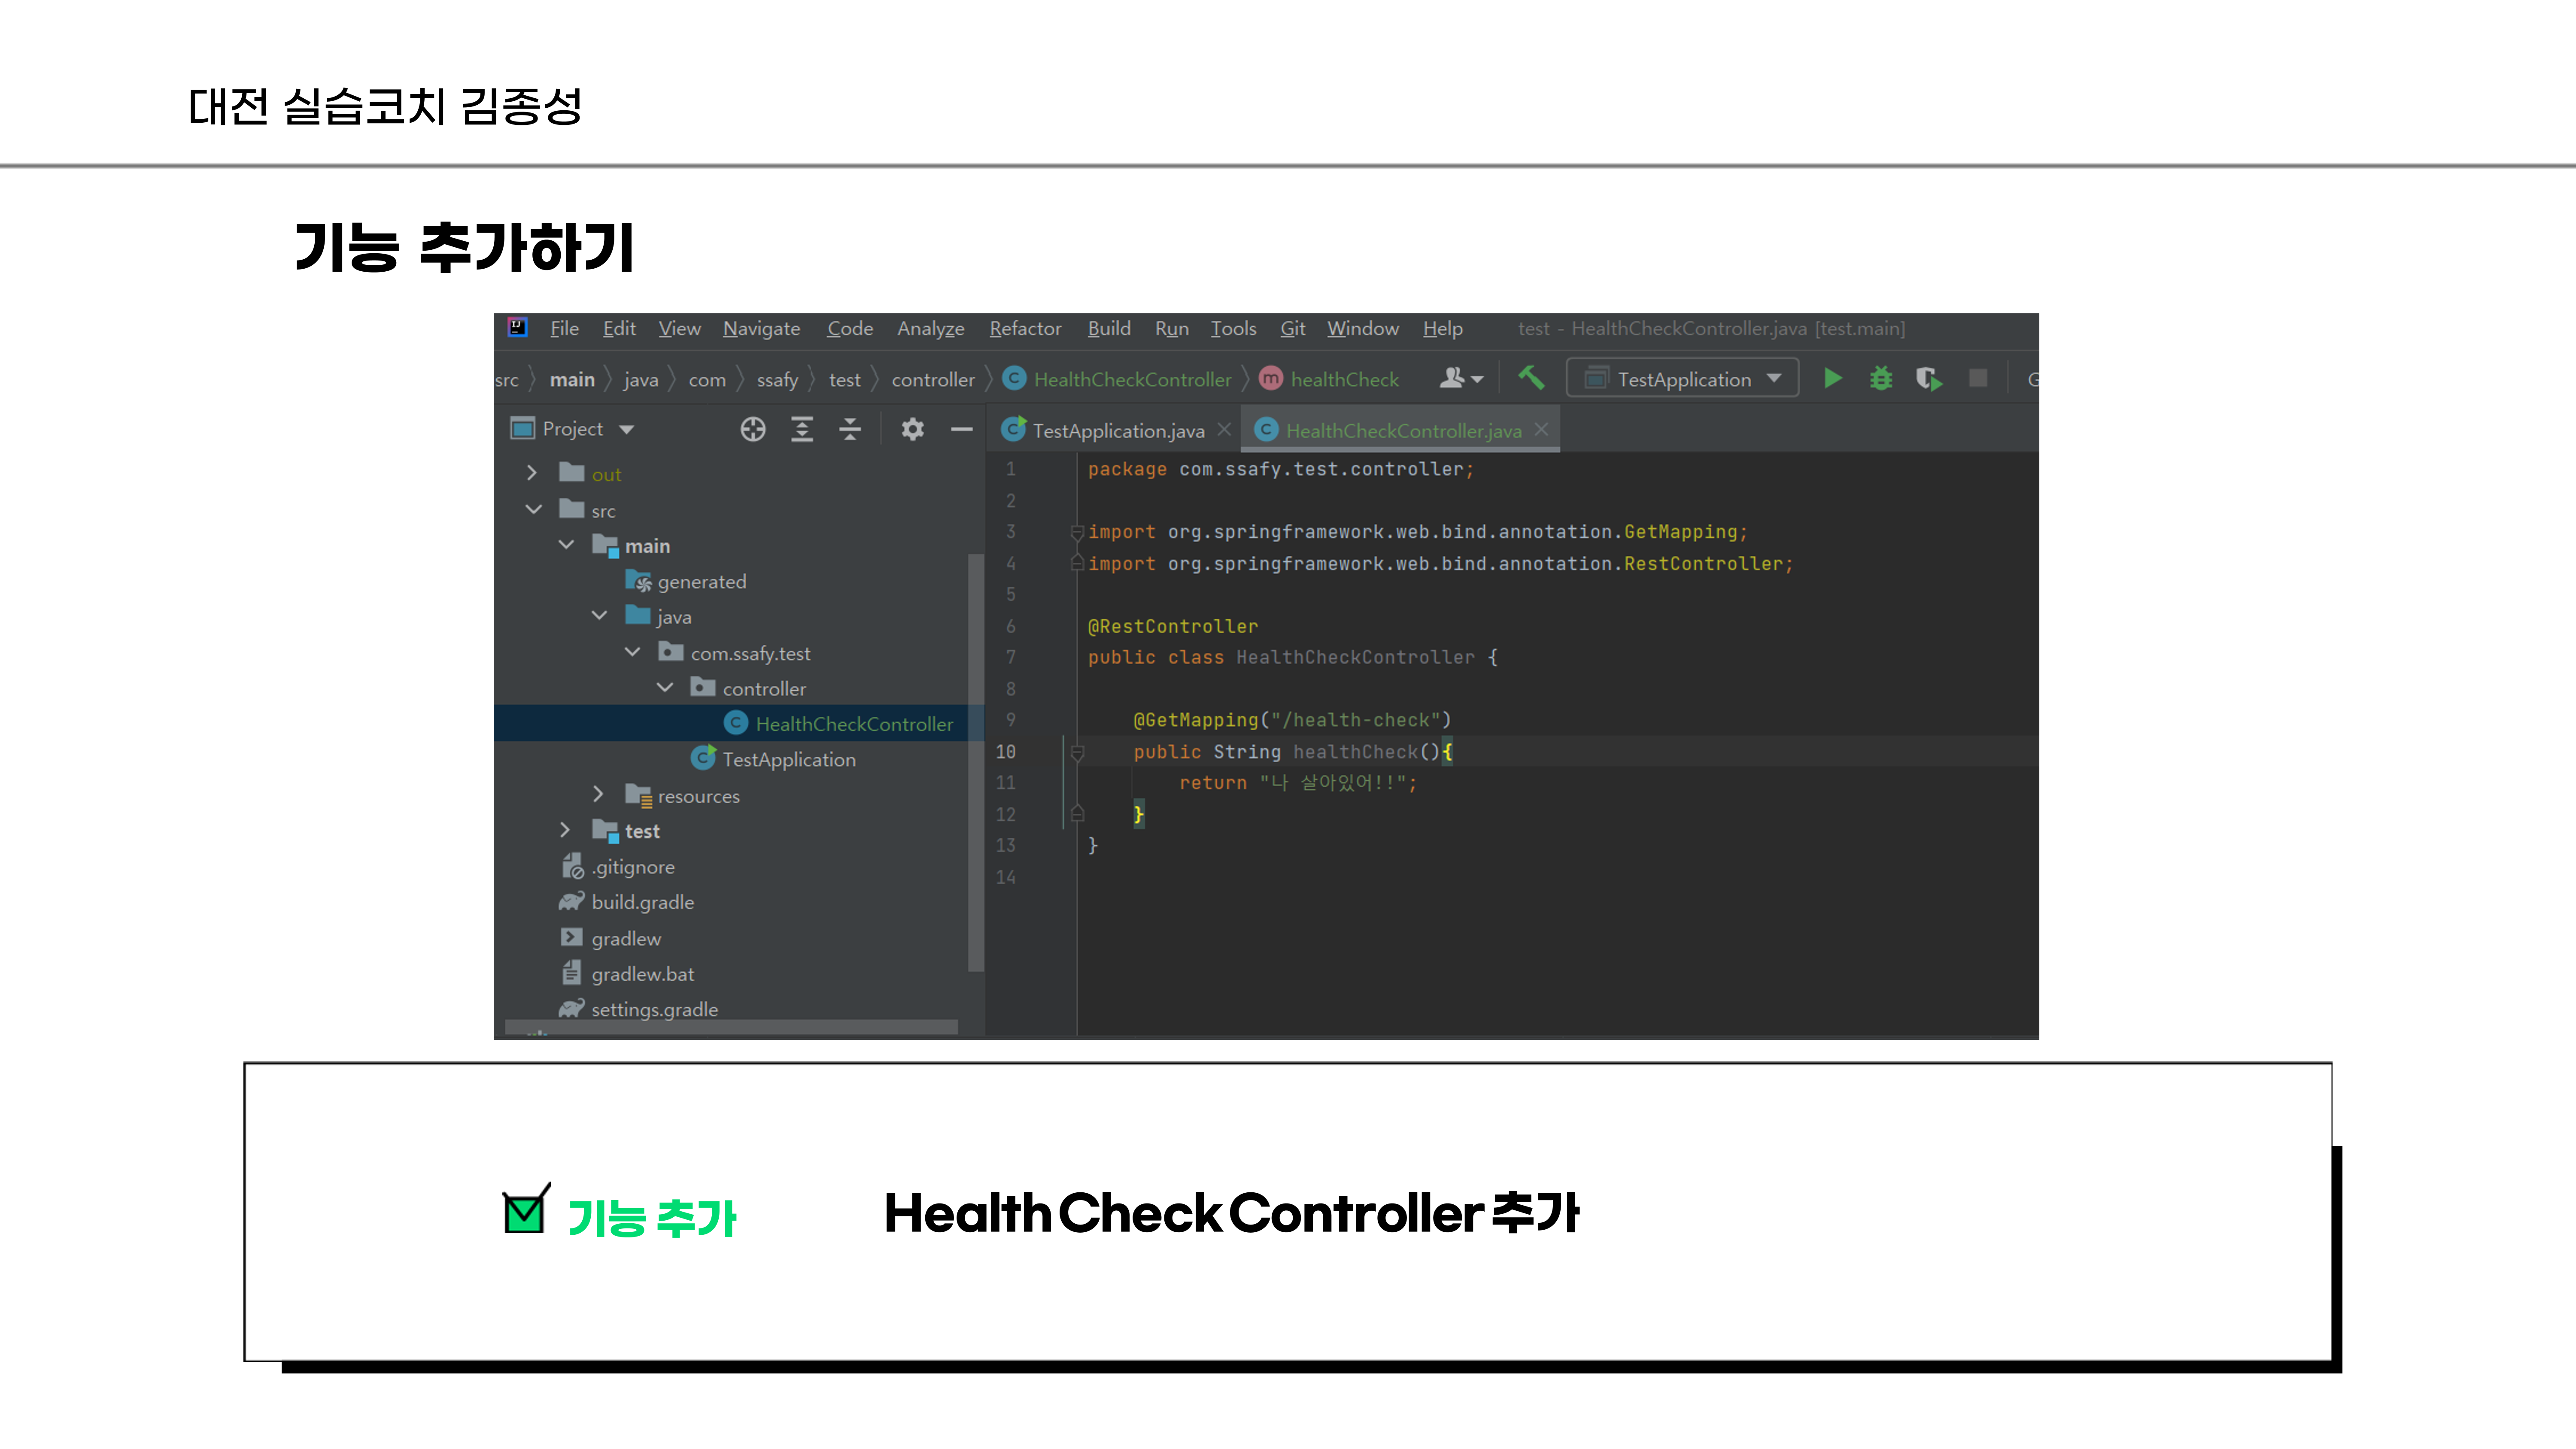 대전 실습코치 김종성
기능 추가하기
File Edit View Navigate Code Analyze Refactor Build Run Tools Git Window Help test - HealthCheckController.java [test.main]
src main java com ssafy test controller HealthCheckController healthCheck TestApplication
Project
TestApplication.java HealthCheckController.java
out
src
main
generated
java
com.ssafy.test
controller
HealthCheckController
TestApplication
resources
test
.gitignore
build.gradle
gradlew
gradlew.bat
settings.gradle
1 package com.ssafy.test.controller;
2
3 import org.springframework.web.bind.annotation.GetMapping;
4 import org.springframework.web.bind.annotation.RestController;
5
6 @RestController
7 public class HealthCheckController {
8
9 @GetMapping("/health-check")
10 public String healthCheck(){
11 return "나 살아있어!!";
12 }
13 }
14
기능 추가 Health Check Controller 추가